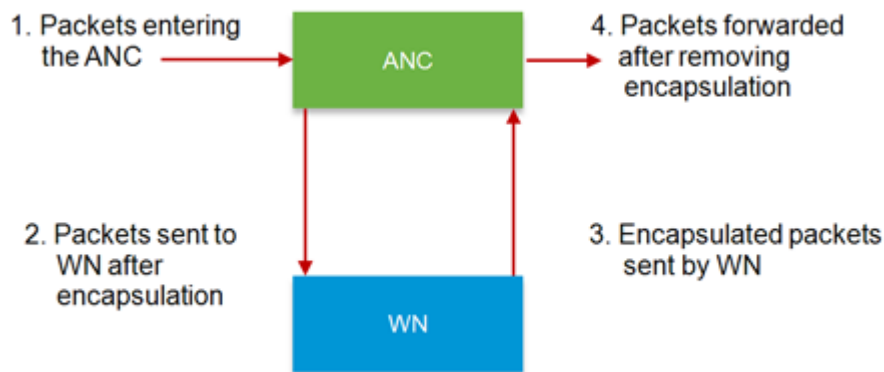 1. Packets entering
the ANC
ANC
4. Packets forwarded
after removing
encapsulation
2. Packets sent to
WN after
encapsulation
3. Encapsulated packets
sent by WN
WN